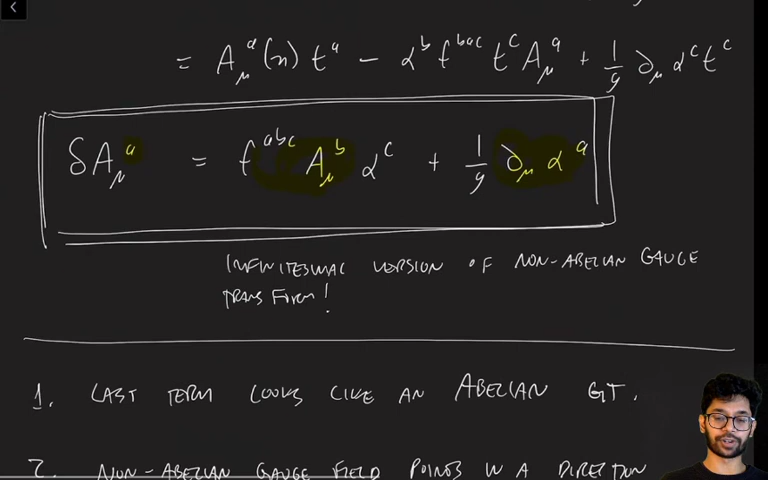 = A_μ^a(x) t^a − α^b f^{bac} t^c A_μ^a + 1/g ∂_μ α^c t^c
δA_μ^a = f^{abc} A_μ^b α^c + 1/g ∂_μ α^a
INFINITESIMAL VERSION OF NON-ABELIAN GAUGE
TRANSFORM!
1. LAST TERM LOOKS LIKE AN ABELIAN GT.
2. NON-ABELIAN GAUGE FIELD POINTS IN A DIRECTION